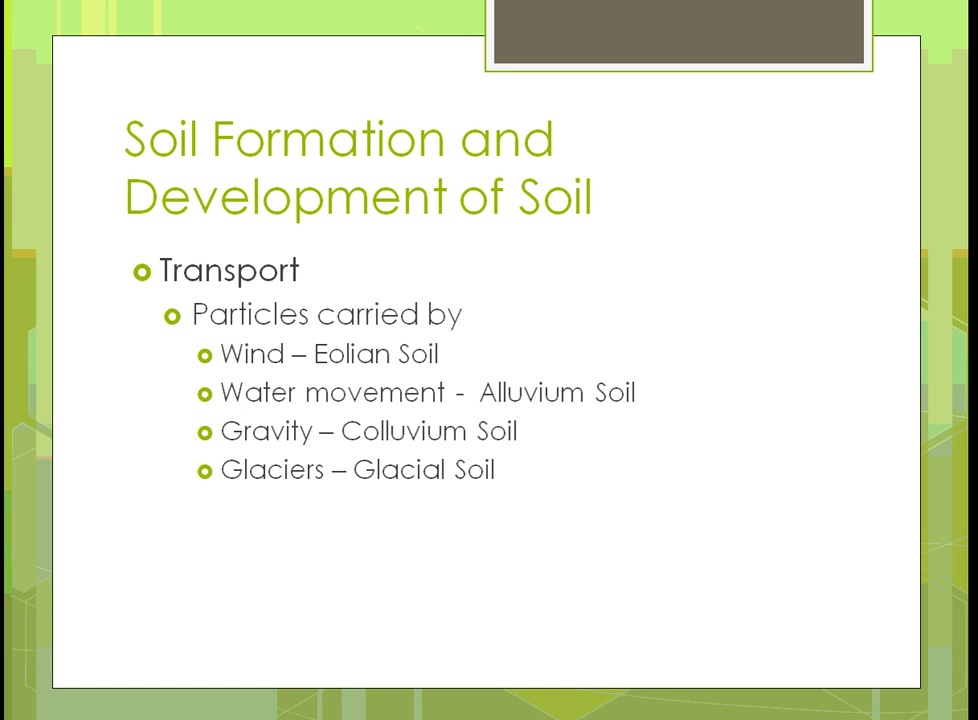 Soil Formation and
Development of Soil
Transport
Particles carried by
Wind – Eolian Soil
Water movement - Alluvium Soil
Gravity – Colluvium Soil
Glaciers – Glacial Soil